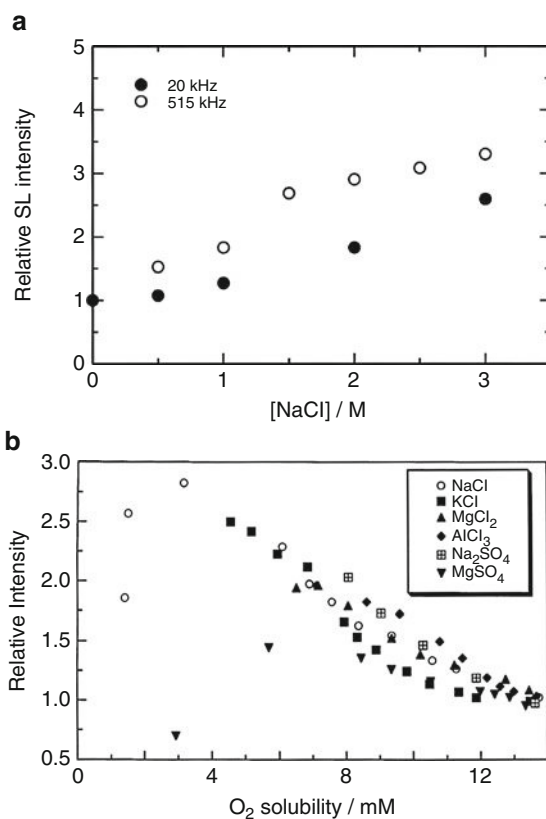 a
5
4
3
2
1
0
Relative SL intensity
20 kHz
515 kHz
0 1 2 3
[NaCl] / M
b
3.0
2.5
2.0
1.5
1.0
0.5
Relative Intensity
NaCl
KCl
MgCl₂
AlCl₃
Na₂SO₄
MgSO₄
0 4 8 12
O₂ solubility / mM